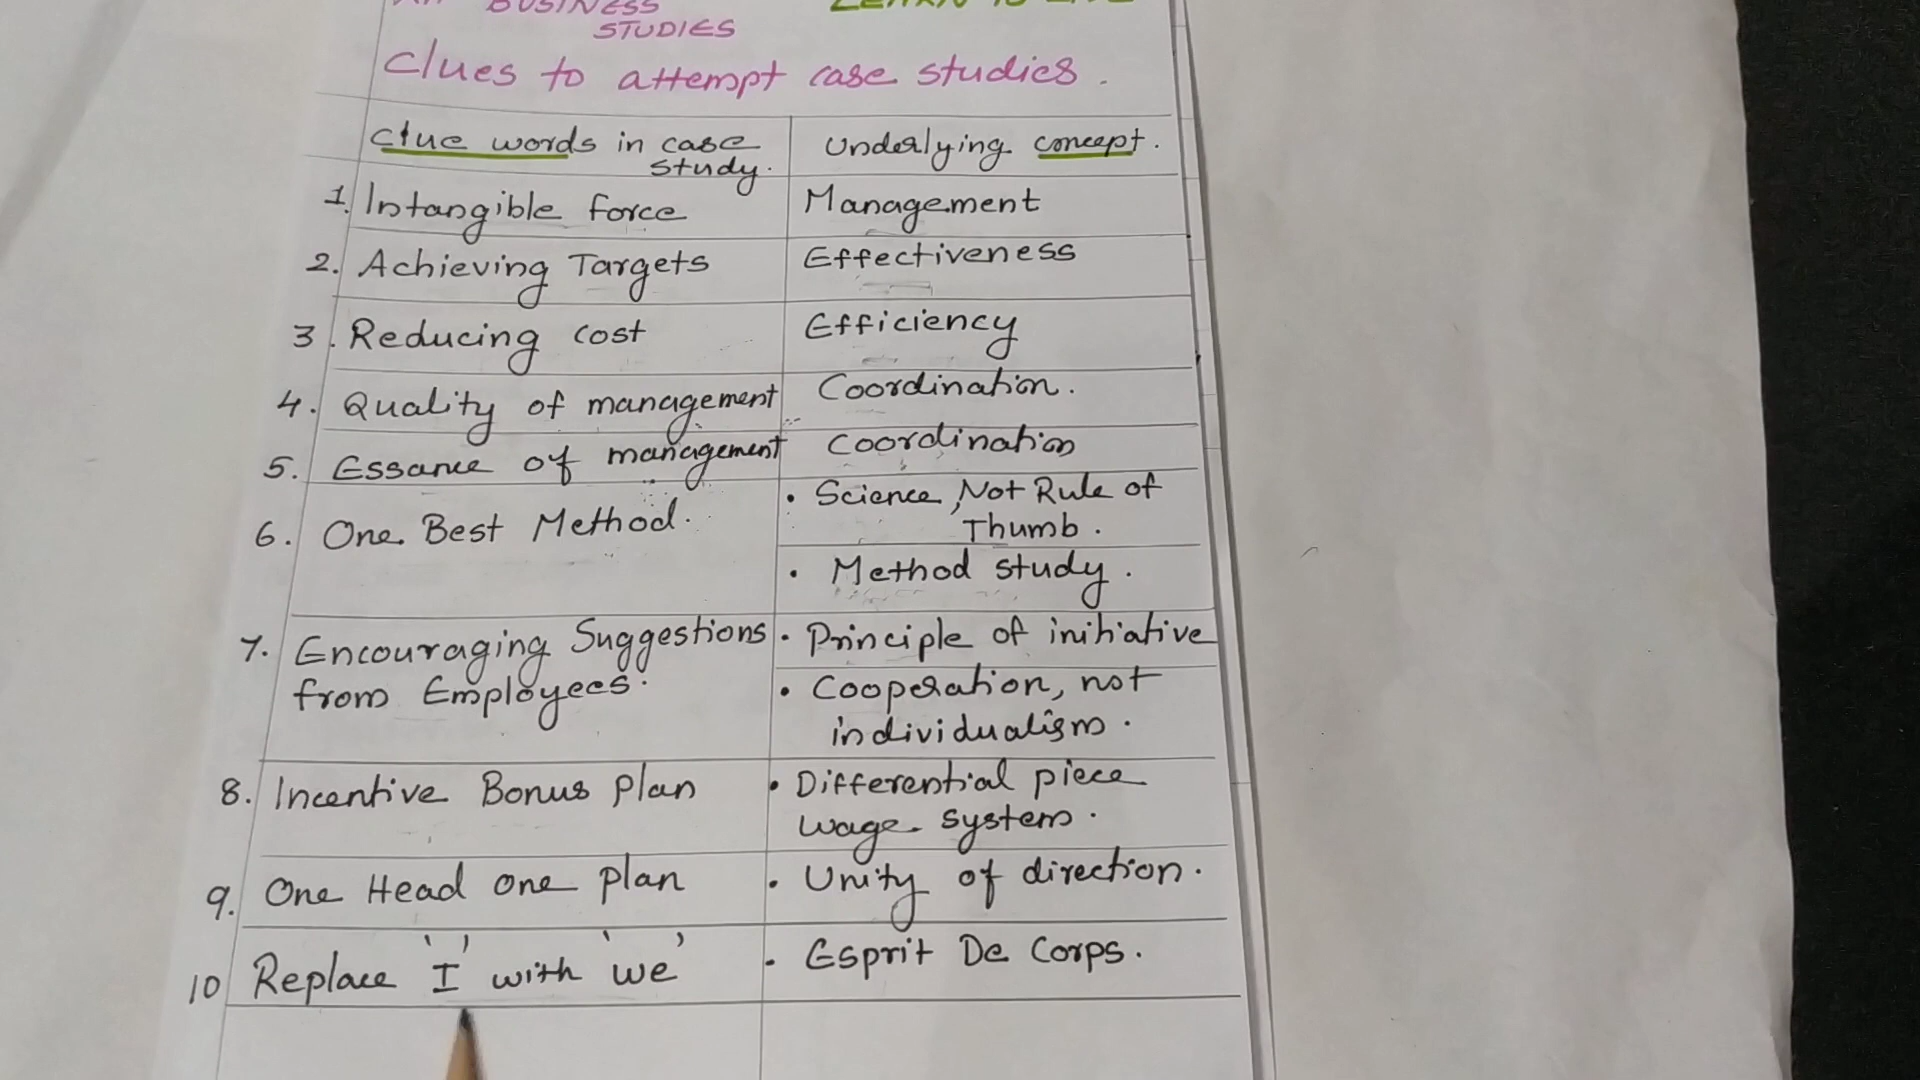 BUSINESS
STUDIES
Clues to attempt case studies.
Clue words in case study.
Underlying concept.
1. Intangible force
Management
2. Achieving Targets
Effectiveness
3. Reducing cost
Efficiency
4. Quality of management
Coordination.
5. Essance of management
Coordination
6. One Best Method.
• Science, Not Rule of
Thumb.
• Method study.
7. Encouraging Suggestions
from Employees.
• Principle of initiative
• Cooperation, not
individualism.
8. Incentive Bonus plan
• Differential piece
wage system.
9. One Head one plan
• Unity of direction.
10 Replace 'I' with 'we'
• Esprit De Corps.